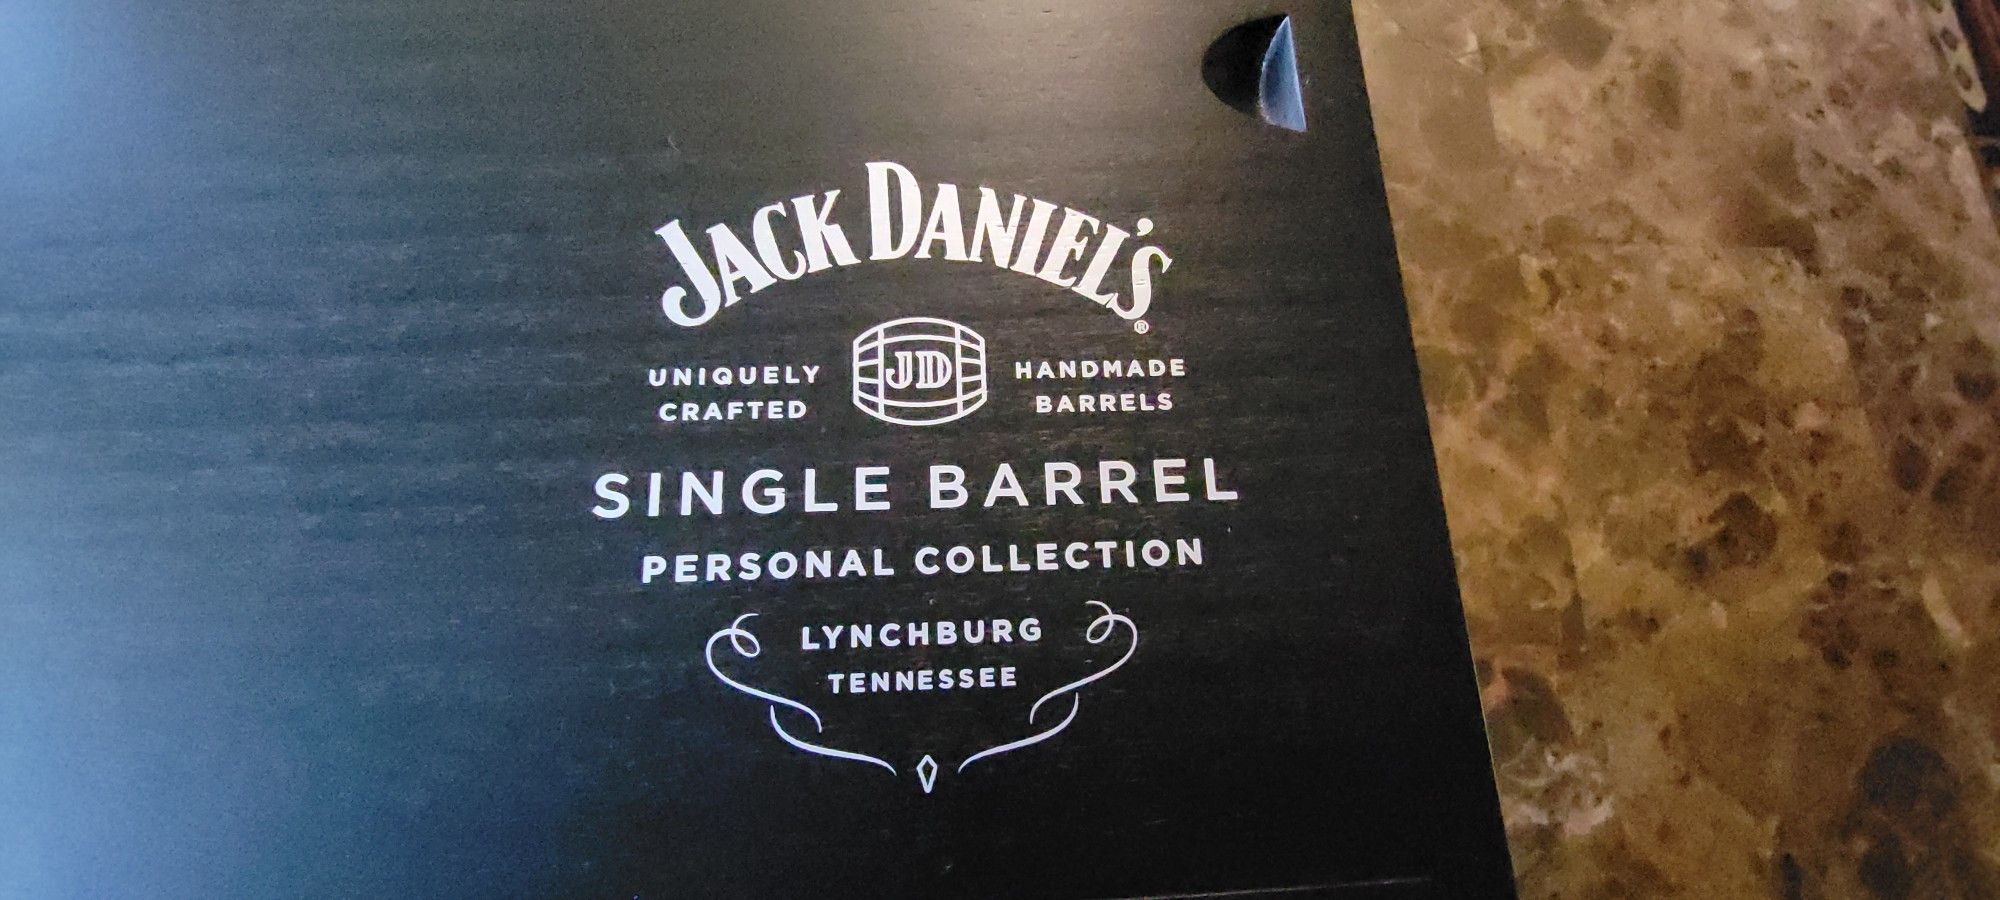 JACK DANIEL'S®
UNIQUELY CRAFTED
JD
HANDMADE BARRELS
SINGLE BARREL
PERSONAL COLLECTION
LYNCHBURG
TENNESSEE